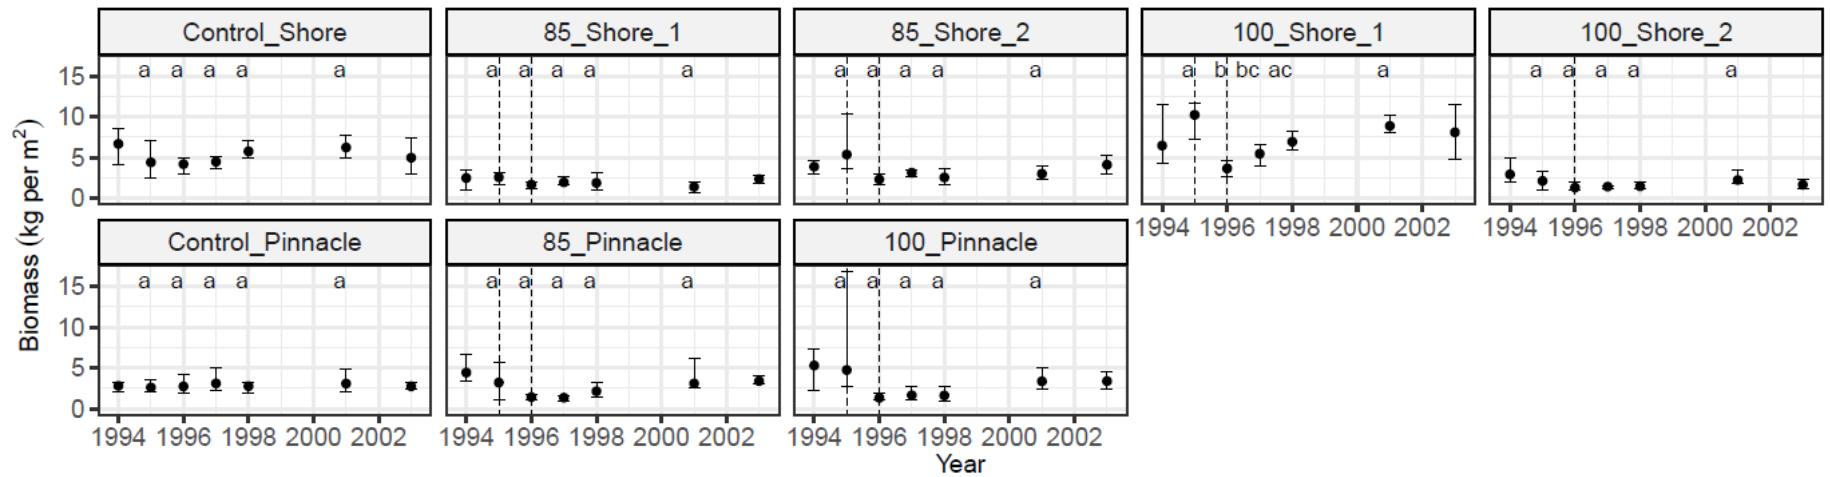 Control_Shore
85_Shore_1
85_Shore_2
100_Shore_1
100_Shore_2
a a a a a
a a a a a
a a a a a
a b bc ac a
a a a a a
15
10
5
0
1994 1996 1998 2000 2002
1994 1996 1998 2000 2002
Control_Pinnacle
85_Pinnacle
100_Pinnacle
a a a a a
a a a a a
a a a a a
15
10
5
0
1994 1996 1998 2000 2002
1994 1996 1998 2000 2002
1994 1996 1998 2000 2002
Biomass (kg per m²)
Year